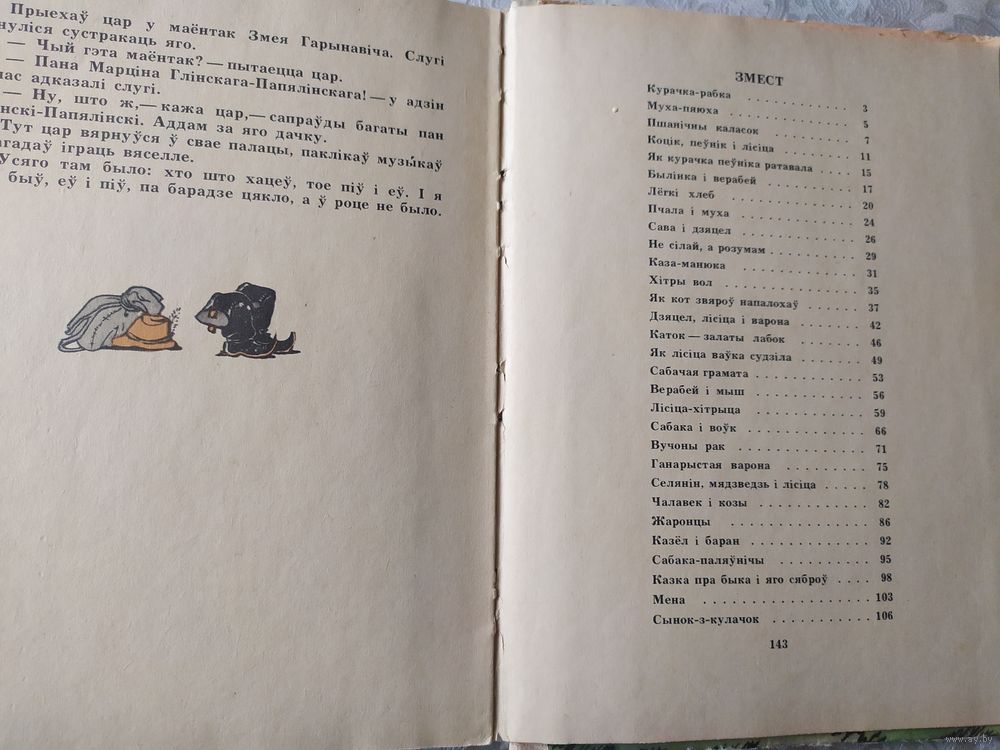 Прыехаў цар у маёнтак Змея Гарынавіча. Слугі
нуліся сустракаць яго.
— Чый гэта маёнтак? — пытаецца цар.
— Пана Марціна Глінскага-Папялінскага! — у адзін
час адказалі слугі.
— Ну, што ж,— кажа цар,— сапраўды багаты пан
нскі-Папялінскі. Аддам за яго дачку.
Тут цар вярнуўся ў свае палацы, паклікаў музыкаў
агадаў іграць вяселле.
Усяго там было: хто што хацеў, тое піў і еў. І я
быў, еў і піў, па барадзе цякло, а ў роце не было.
ЗМЕСТ
Курачка-рабка . . . . . . . . . . 3
Муха-пяюха . . . . . . . . . . . 5
Пшанічны каласок . . . . . . . . 7
Коцік, пеўнік і лісіца . . . . . . . 11
Як курачка пеўніка ратавала . . . . 15
Былінка і верабей . . . . . . . . . 17
Лёгкі хлеб . . . . . . . . . . . 20
Пчала і муха . . . . . . . . . . 24
Сава і дзяцел . . . . . . . . . . 26
Не сілай, а розумам . . . . . . . . 29
Каза-манюка . . . . . . . . . . 31
Хітры вол . . . . . . . . . . . 35
Як кот звяроў напалохаў . . . . . 37
Дзяцел, лісіца і варона . . . . . . 42
Каток — залаты лабок . . . . . . 46
Як лісіца ваўка судзіла . . . . . . 49
Сабачая грамата . . . . . . . . . 53
Верабей і мыш . . . . . . . . . 56
Лісіца-хітрыца . . . . . . . . . 59
Сабака і воўк . . . . . . . . . . 66
Вучоны рак . . . . . . . . . . . 71
Ганарыстая варона . . . . . . . 75
Селянін, мядзведзь і лісіца . . . . . 78
Чалавек і козы . . . . . . . . . 82
Жаронцы . . . . . . . . . . . 86
Казёл і баран . . . . . . . . . . 92
Сабака-паляўнічы . . . . . . . . 95
Казка пра быка і яго сяброў . . . . 98
Мена . . . . . . . . . . . . . 103
Сынок-з-кулачок . . . . . . . . . 106
143
www.ay.by